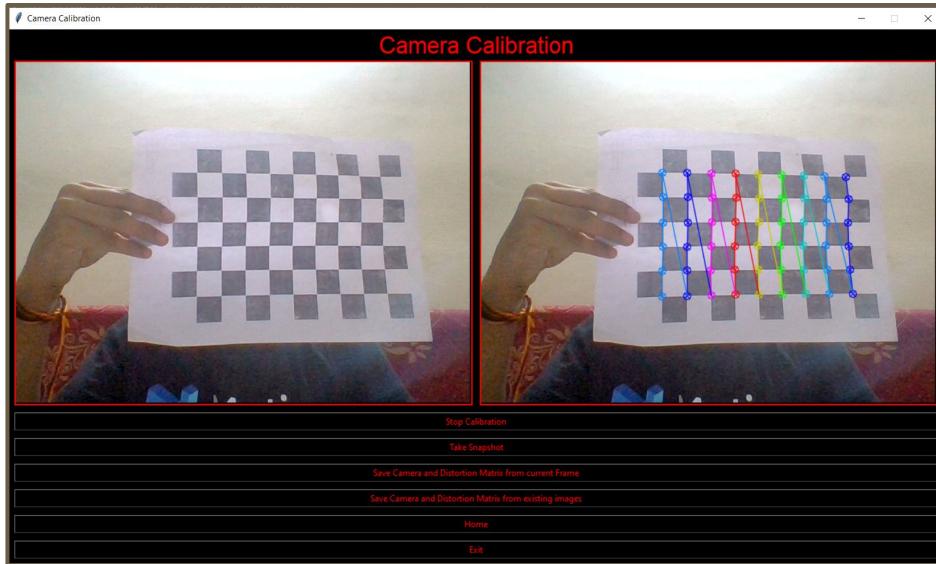 Camera Calibration
Camera Calibration
Stop Calibration
Take Snapshot
Save Camera and Distortion Matrix from current Frame
Save Camera and Distortion Matrix from existing images
Home
Exit